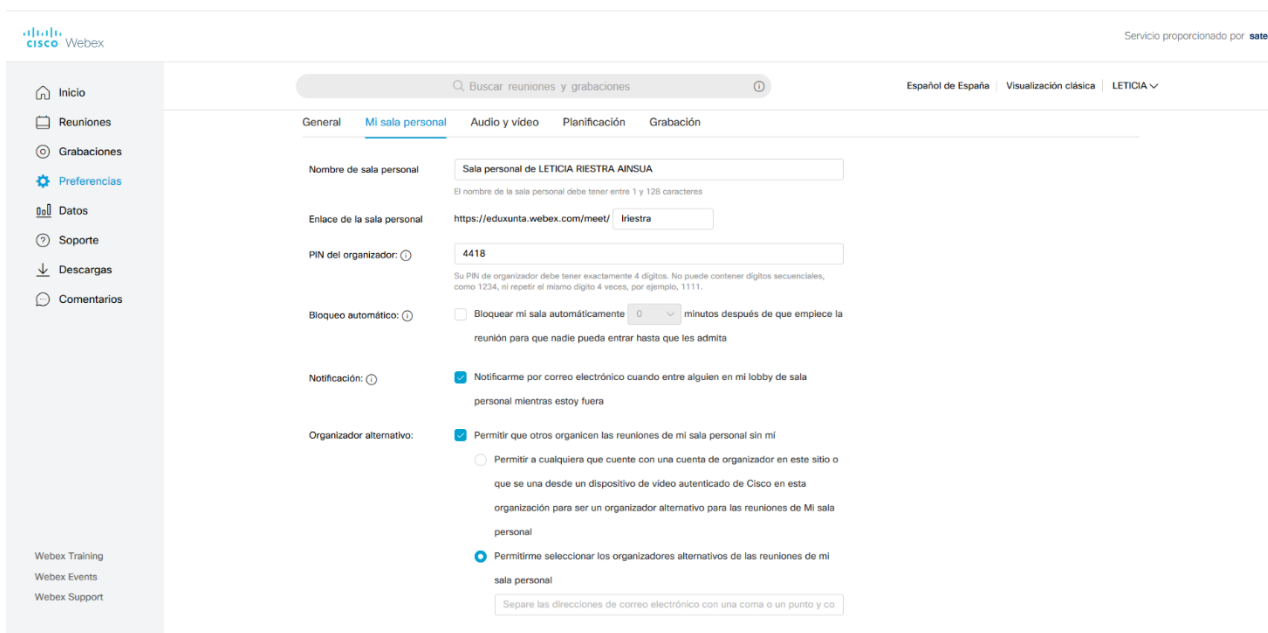 CISCO Webex
Servicio proporcionado por sate
Inicio
Reuniones
Grabaciones
Preferencias
Datos
Soporte
Descargas
Comentarios
Webex Training
Webex Events
Webex Support
Buscar reuniones y grabaciones
Español de España | Visualización clásica | LETICIA
General Mi sala personal Audio y vídeo Planificación Grabación
Nombre de sala personal Sala personal de LETICIA RIESTRA AINSUA
El nombre de la sala personal debe tener entre 1 y 128 caracteres
Enlace de la sala personal https://eduxunta.webex.com/meet/ lriestra
PIN del organizador: 4418
Su PIN de organizador debe tener exactamente 4 dígitos. No puede contener dígitos secuenciales,
como 1234, ni repetir el mismo dígito 4 veces, por ejemplo, 1111.
Bloqueo automático: Bloquear mi sala automáticamente 0 minutos después de que empiece la
reunión para que nadie pueda entrar hasta que les admita
Notificación: Notificarme por correo electrónico cuando entre alguien en mi lobby de sala
personal mientras estoy fuera
Organizador alternativo: Permitir que otros organicen las reuniones de mi sala personal sin mí
Permitir a cualquiera que cuente con una cuenta de organizador en este sitio o
que se una desde un dispositivo de vídeo autenticado de Cisco en esta
organización para ser un organizador alternativo para las reuniones de Mi sala
personal
Permitirme seleccionar los organizadores alternativos de las reuniones de mi
sala personal
Separe las direcciones de correo electrónico con una coma o un punto y co